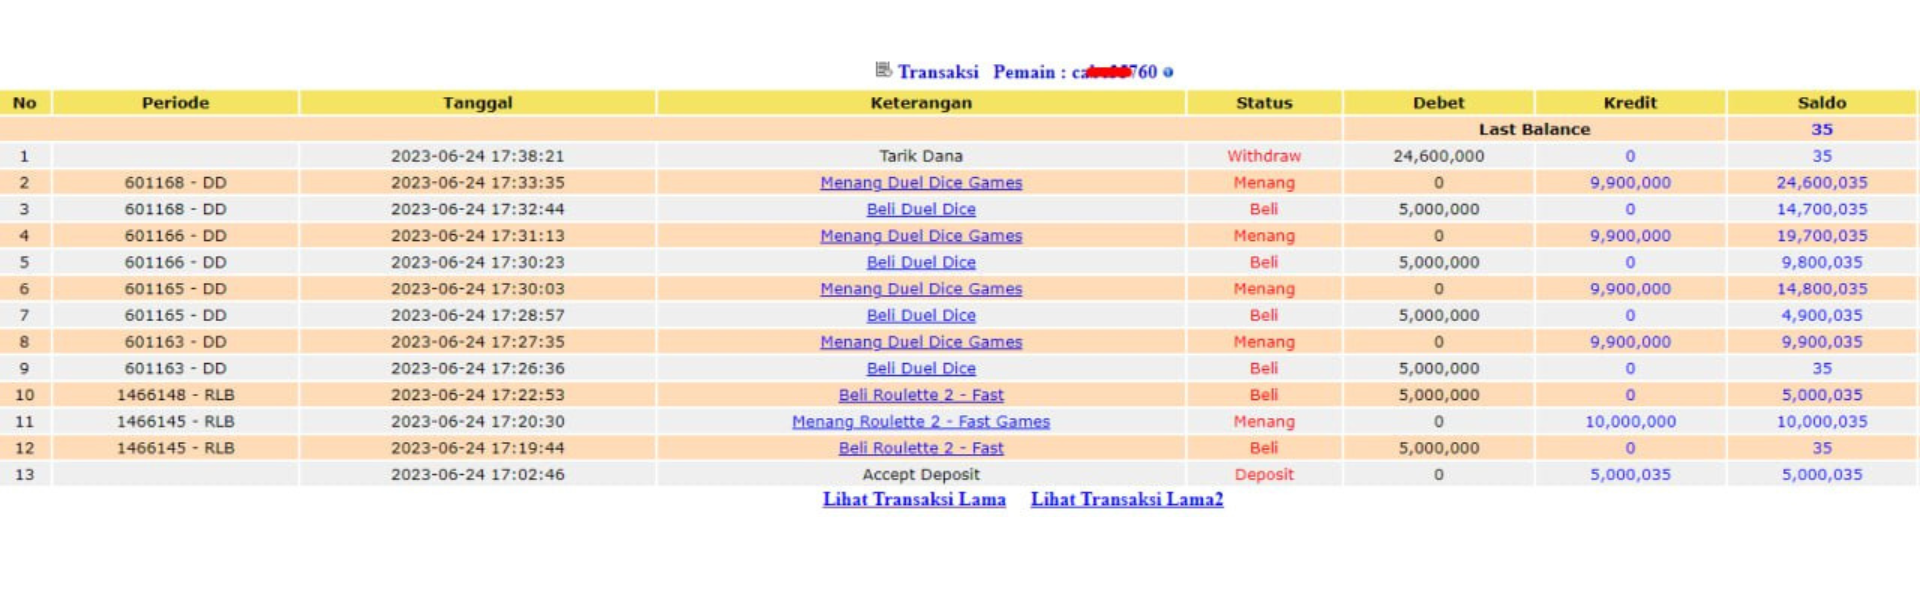 Transaksi Pemain : ca 760
No Periode Tanggal Keterangan Status Debet Kredit Saldo
Last Balance 35
1 2023-06-24 17:38:21 Tarik Dana Withdraw 24,600,000 0 35
2 601168 - DD 2023-06-24 17:33:35 Menang Duel Dice Games Menang 0 9,900,000 24,600,035
3 601168 - DD 2023-06-24 17:32:44 Beli Duel Dice Beli 5,000,000 0 14,700,035
4 601166 - DD 2023-06-24 17:31:13 Menang Duel Dice Games Menang 0 9,900,000 19,700,035
5 601166 - DD 2023-06-24 17:30:23 Beli Duel Dice Beli 5,000,000 0 9,800,035
6 601165 - DD 2023-06-24 17:30:03 Menang Duel Dice Games Menang 0 9,900,000 14,800,035
7 601165 - DD 2023-06-24 17:28:57 Beli Duel Dice Beli 5,000,000 0 4,900,035
8 601163 - DD 2023-06-24 17:27:35 Menang Duel Dice Games Menang 0 9,900,000 9,900,035
9 601163 - DD 2023-06-24 17:26:36 Beli Duel Dice Beli 5,000,000 0 35
10 1466148 - RLB 2023-06-24 17:22:53 Beli Roulette 2 - Fast Beli 5,000,000 0 5,000,035
11 1466145 - RLB 2023-06-24 17:20:30 Menang Roulette 2 - Fast Games Menang 0 10,000,000 10,000,035
12 1466145 - RLB 2023-06-24 17:19:44 Beli Roulette 2 - Fast Beli 5,000,000 0 35
13 2023-06-24 17:02:46 Accept Deposit Deposit 0 5,000,035 5,000,035
Lihat Transaksi Lama Lihat Transaksi Lama2